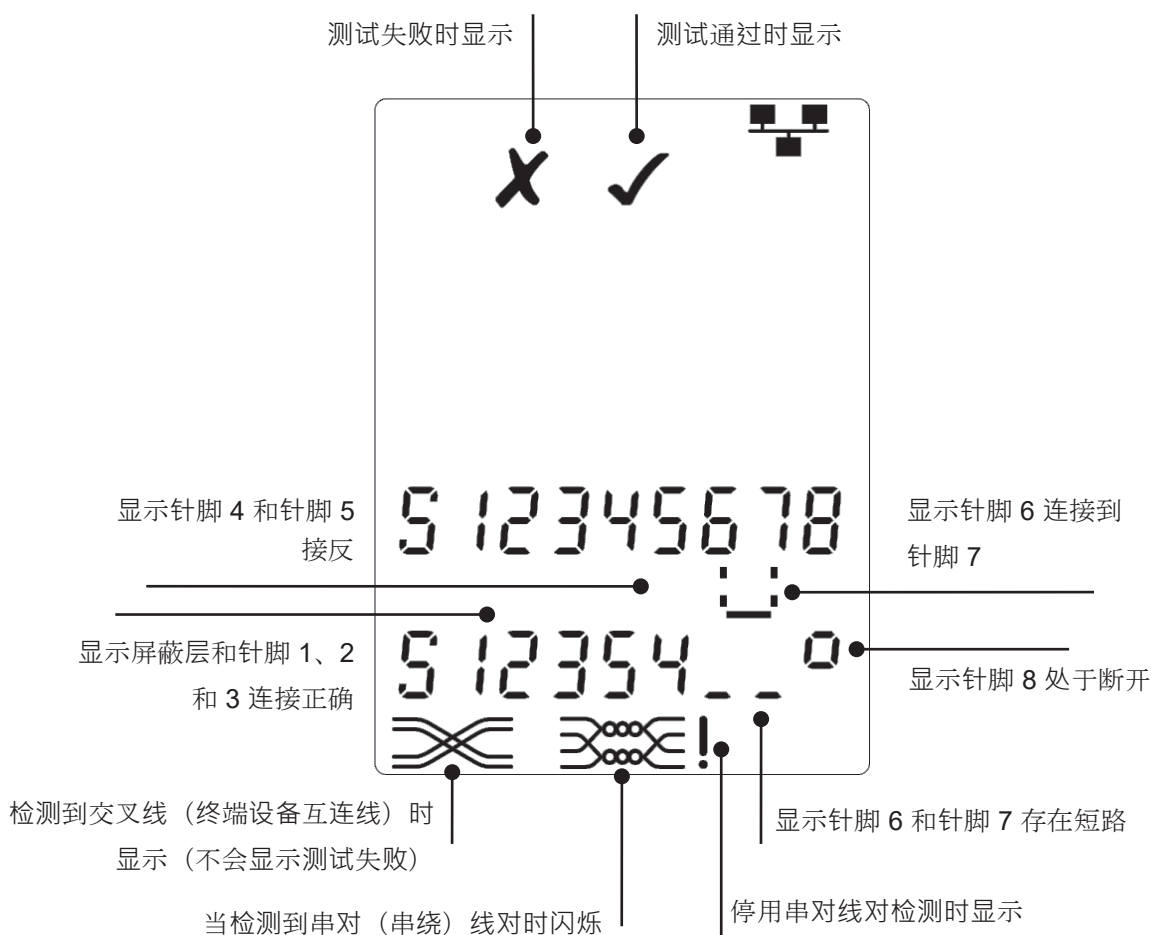 测试失败时显示
测试通过时显示
显示针脚 4 和针脚 5
接反
S12345678
显示针脚 6 连接到
针脚 7
显示屏蔽层和针脚 1、2
和 3 连接正确
S12354_ _ o
显示针脚 8 处于断开
!
检测到交叉线（终端设备互连线）时
显示（不会显示测试失败）
显示针脚 6 和针脚 7 存在短路
当检测到串对（串绕）线对时闪烁
停用串对线对检测时显示